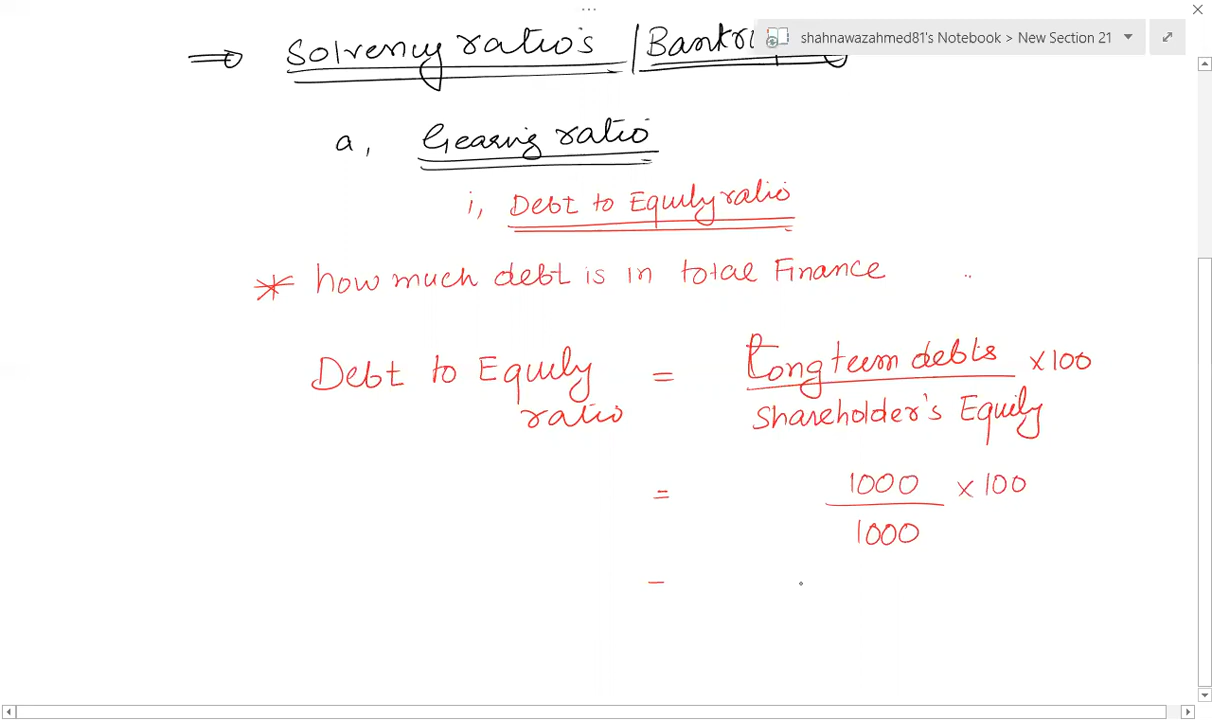 ...
⇒ Solvency ratio's |
shahnawazahmed81's Notebook > New Section 21
a, Gearing ratio
i, Debt to Equity ratio
* how much debt is in total Finance ..
Debt to Equity ratio = Long term debts / Shareholder's Equity × 100
= 1000 / 1000 × 100
–